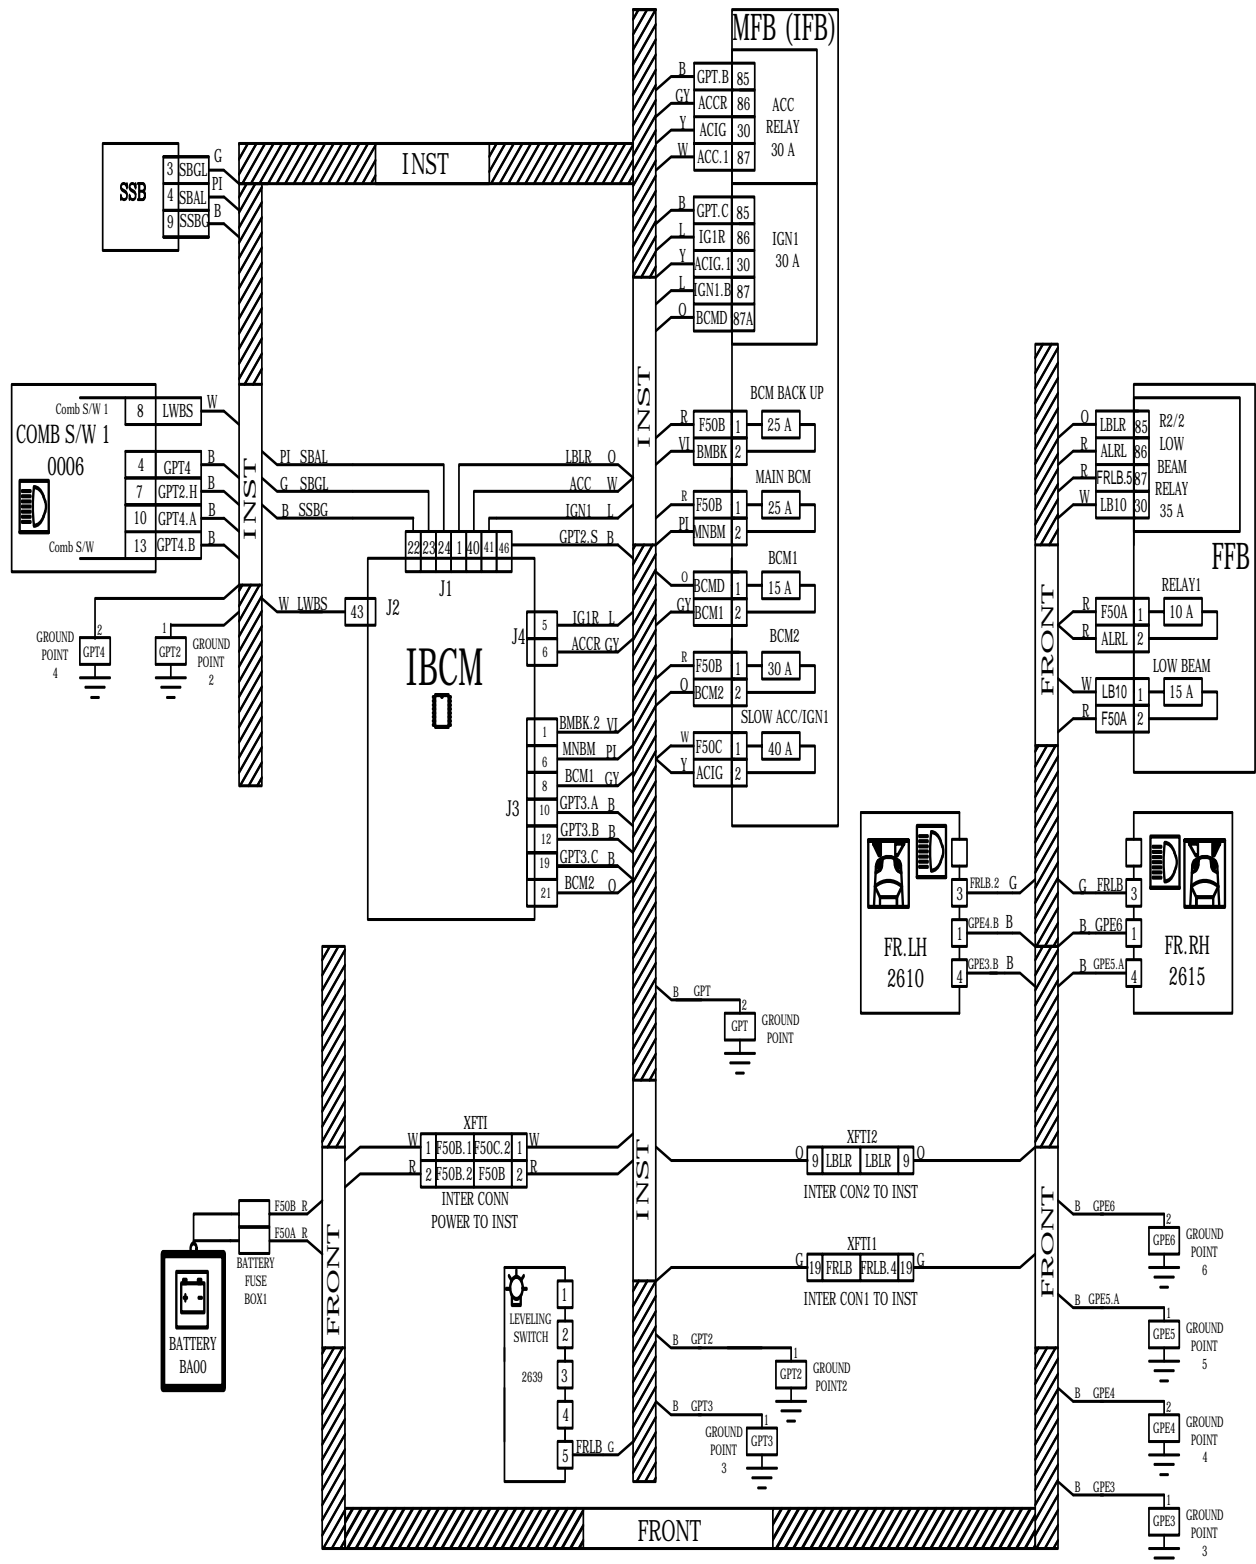 MFB (IFB)
B GPT.B 85
GY ACCR 86
Y ACIG 30
W ACC.1 87
ACC
RELAY
30 A
B GPT.C 85
L IG1R 86
Y ACIG.1 30
L IGN1.B 87
O BCMD 87A
IGN1
30 A
INST
SSB
3 SBGL G
4 SBAL PI
9 SSBG B
INST
INST
Comb S/W 1
COMB S/W 1
0006
Comb S/W
8 LWBS W
4 GPT4 B
7 GPT2.H B
10 GPT4.A B
13 GPT4.B B
2
GPT4
GROUND
POINT
4
1
GPT2
GROUND
POINT
2
PI SBAL
G SBGL
B SSBG
LBLR O
ACC W
IGN1 L
GPT2.S B
22 23 24 1 40 41 46
J1
W LWBS 43 J2
IBCM
J4
5 IG1R L
6 ACCR GY
J3
1 BMBK.2 VI
6 MNBM PI
8 BCM1 GY
10 GPT3.A B
12 GPT3.B B
19 GPT3.C B
21 BCM2 O
BCM BACK UP
R F50B 1 25 A
VI BMBK 2
MAIN BCM
R F50B 1 25 A
PI MNBM 2
BCM1
O BCMD 1 15 A
GY BCM1 2
BCM2
R F50B 1 30 A
O BCM2 2
SLOW ACC/IGN1
W F50C 1 40 A
Y ACIG 2
FRONT
FFB
O LBLR 85
R ALRL 86
R FRLB.5 87
W LB10 30
R2/2
LOW
BEAM
RELAY
35 A
RELAY1
R F50A 1 10 A
R ALRL 2
LOW BEAM
W LB10 1 15 A
R F50A 2
FR.LH
2610
3 FRLB.2 G
1 GPE4.B B
4 GPE3.B B
G FRLB 3
B GPE6 1
B GPE5.A 4
FR.RH
2615
B GPT 2
GPT
GROUND
POINT
XFTI
W 1 F50B.1 F50C.2 1 W
R 2 F50B.2 F50B 2 R
INTER CONN
POWER TO INST
INST
XFTI2
O 9 LBLR LBLR 9 O
INTER CON2 TO INST
XFTI1
G 19 FRLB FRLB.4 19 G
INTER CON1 TO INST
F50B R
F50A R
BATTERY
FUSE
BOX1
BATTERY
BA00
FRONT
LEVELING
SWITCH
2639
1
2
3
4
5 FRLB G
B GPT2 1
GPT2
GROUND
POINT2
B GPT3 1
GPT3
GROUND
POINT
3
FRONT
B GPE6 2
GPE6
GROUND
POINT
6
B GPE5.A 1
GPE5
GROUND
POINT
5
B GPE4 2
GPE4
GROUND
POINT
4
B GPE3 1
GPE3
GROUND
POINT
3
FRONT